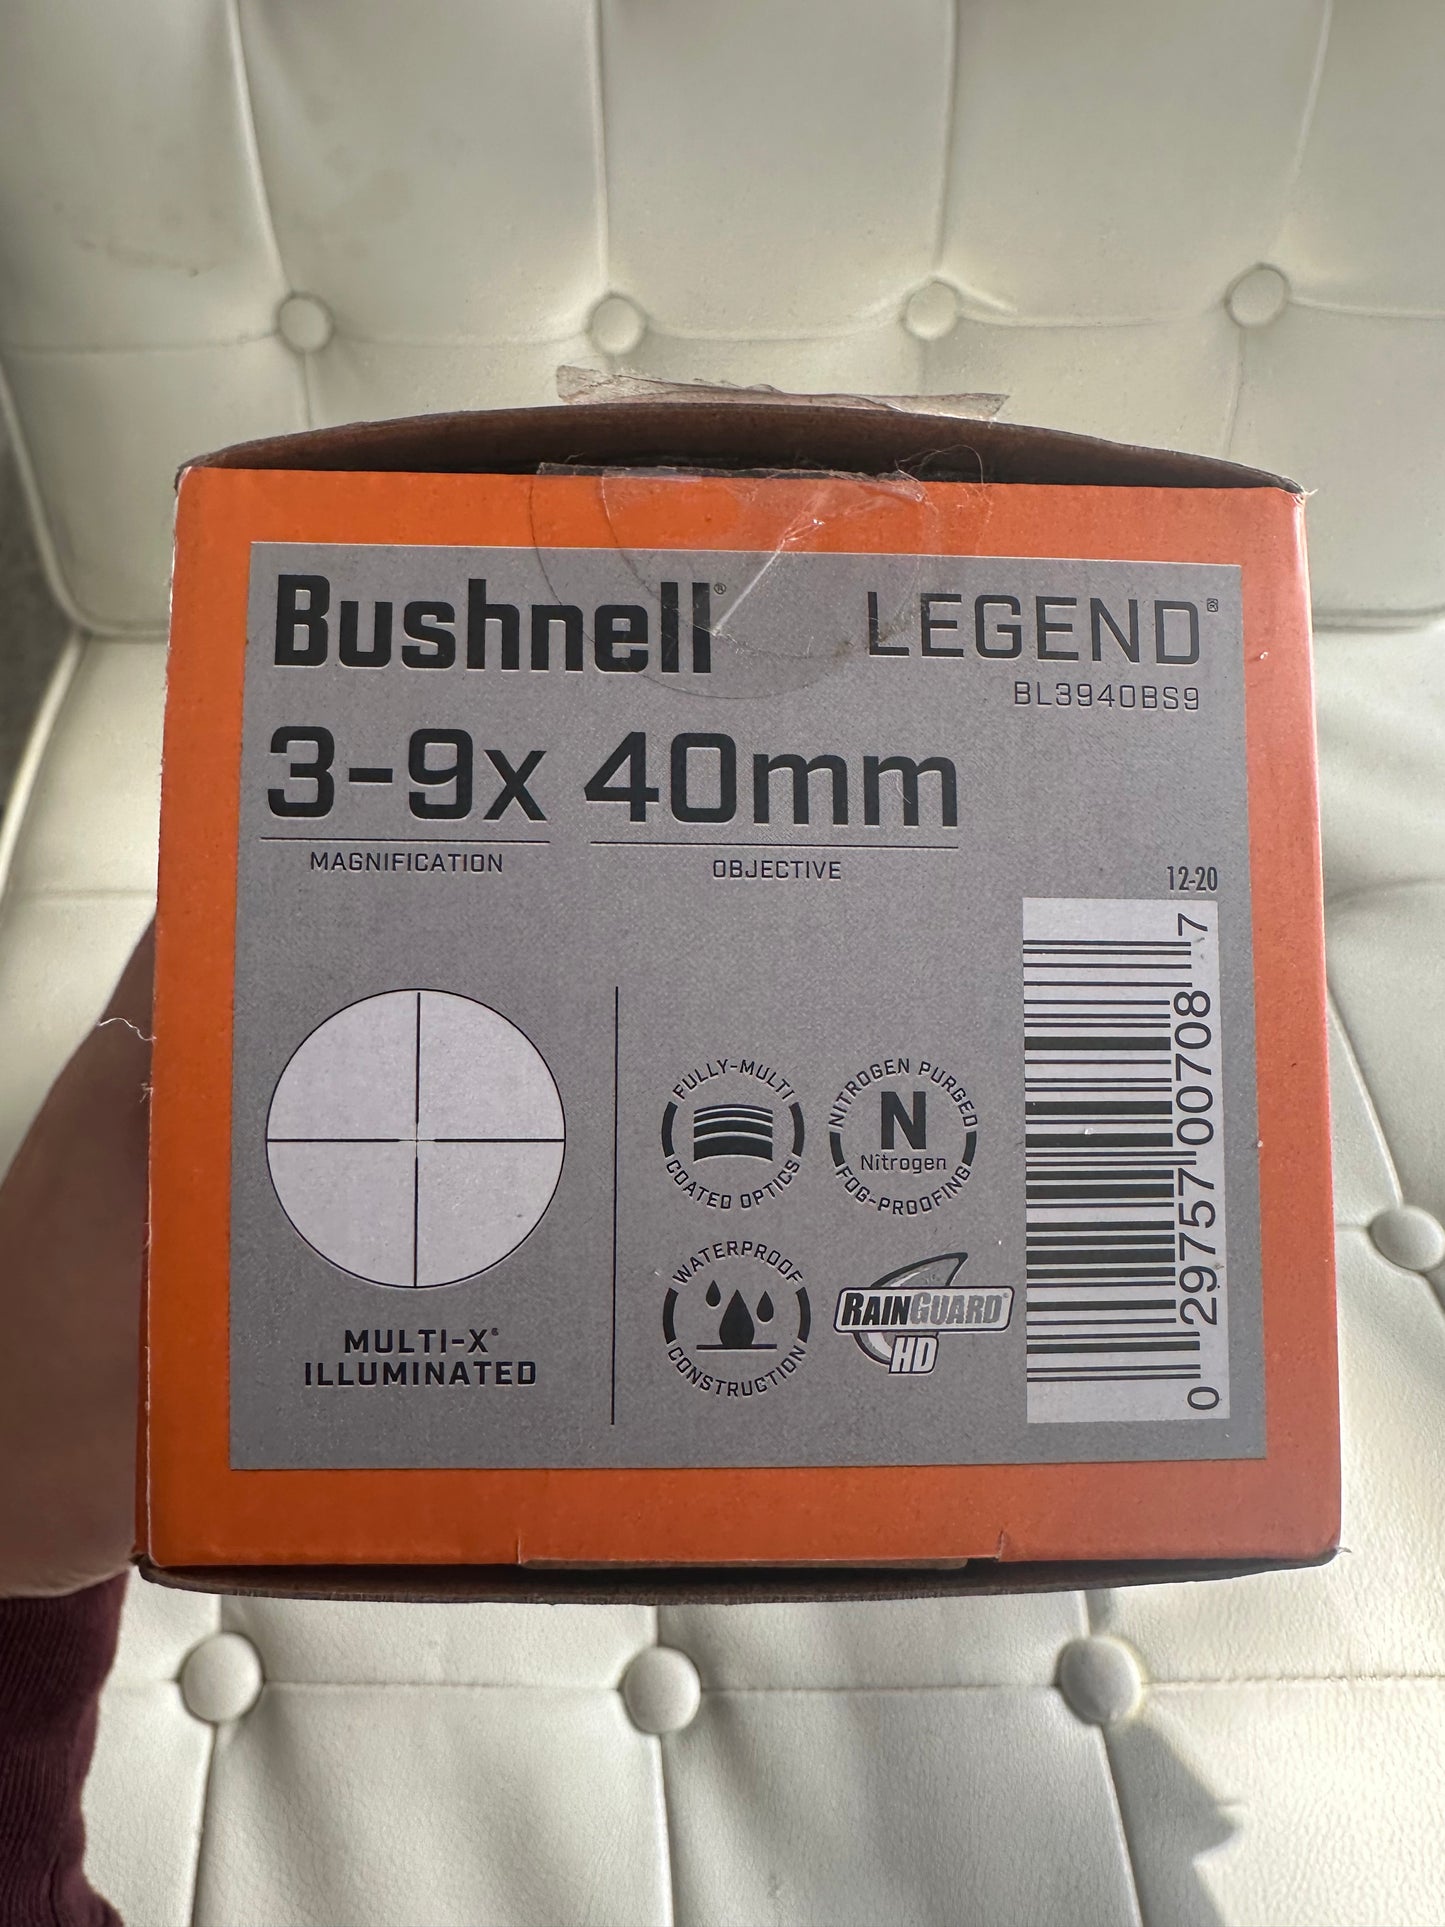 Bushnell®
LEGEND®
BL3940BS9
3-9x 40mm
MAGNIFICATION
OBJECTIVE
12-20
MULTI-X®
ILLUMINATED
FULLY-MULTI
COATED OPTICS
NITROGEN PURGED
N
Nitrogen
FOG-PROOFING
WATERPROOF
CONSTRUCTION
RAINGUARD®
HD
0 29757 00708 7